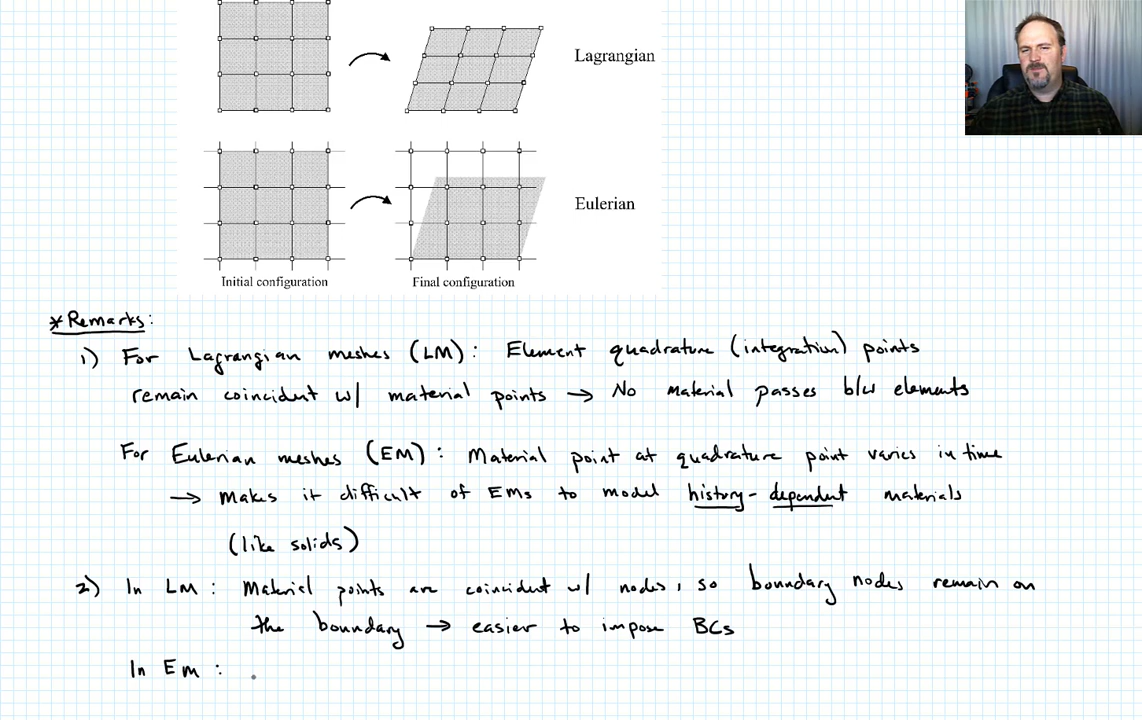 Lagrangian
Eulerian
Initial configuration
Final configuration
*Remarks:
1) For Lagrangian meshes (LM): Element quadrature (integration) points
remain coincident w/ material points → No material passes b/w elements
For Eulerian meshes (EM): Material point at quadrature point varies in time
→ Makes it difficult of EMs to model history-dependent materials
(like solids)
2) In LM: Material points are coincident w/ nodes, so boundary nodes remain on
the boundary → easier to impose BCs
In EM: